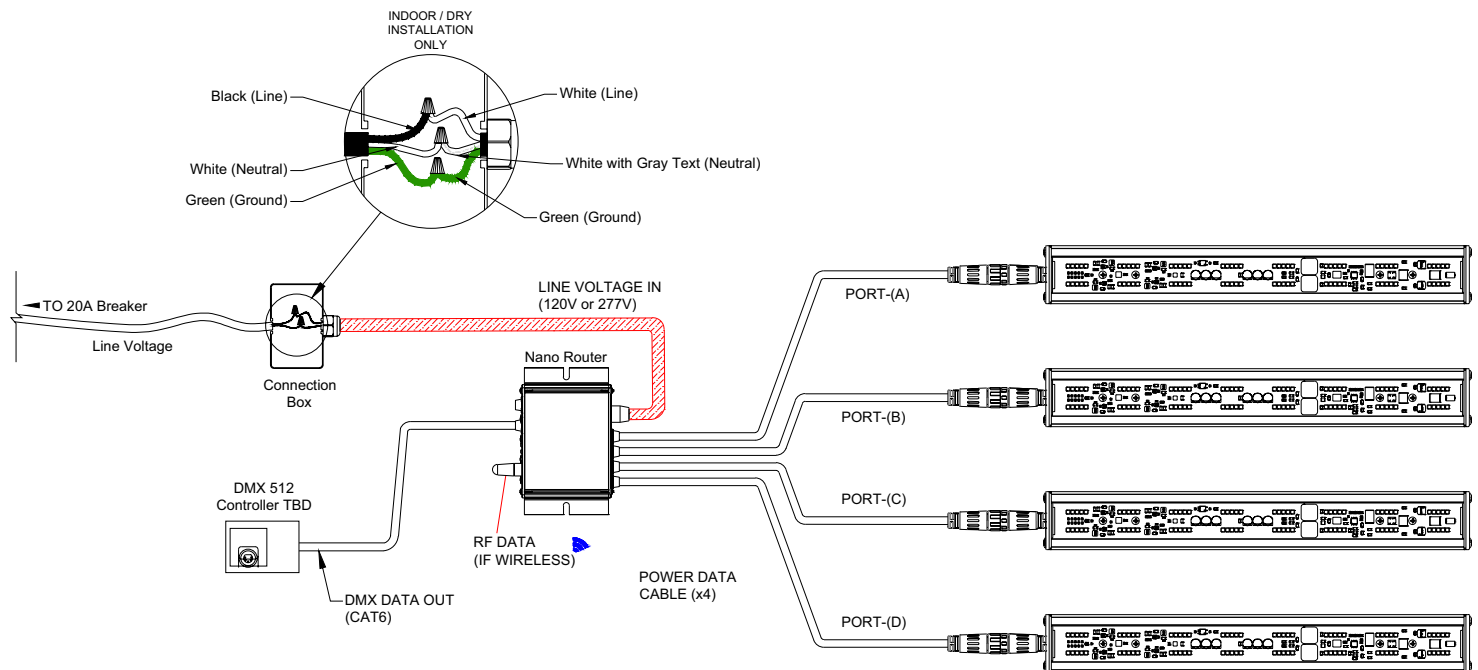 INDOOR / DRY
INSTALLATION
ONLY
Black (Line)
White (Line)
White (Neutral)
White with Gray Text (Neutral)
Green (Ground)
Green (Ground)
TO 20A Breaker
Line Voltage
Connection
Box
LINE VOLTAGE IN
(120V or 277V)
Nano Router
PORT-(A)
PORT-(B)
PORT-(C)
PORT-(D)
DMX 512
Controller TBD
RF DATA
(IF WIRELESS)
DMX DATA OUT
(CAT6)
POWER DATA
CABLE (x4)